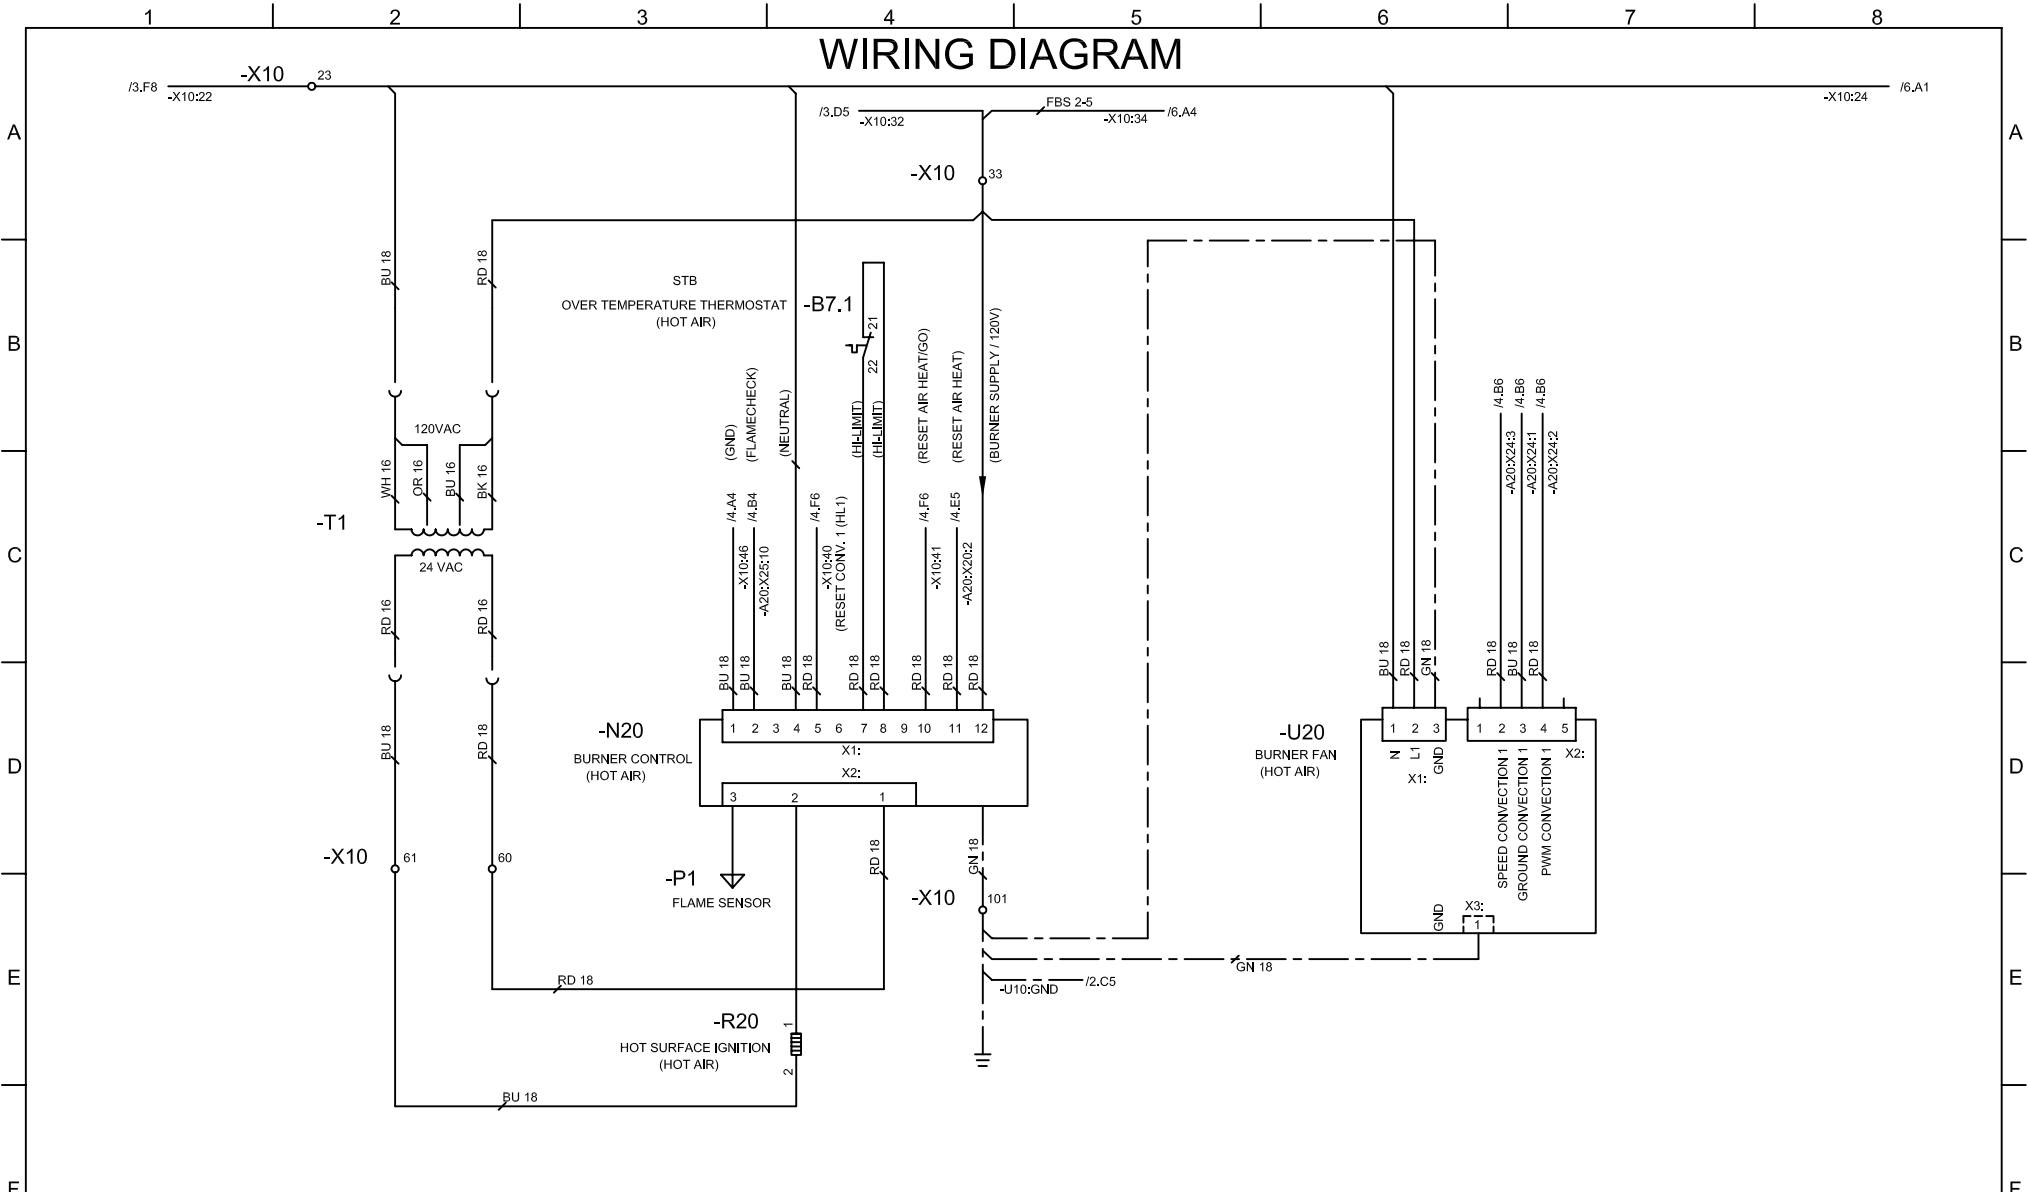 1 2 3 4 5 6 7 8
WIRING DIAGRAM
-X10 23
/3.F8 -X10:22
-X10:24 /6.A1
/3.D5 -X10:32
FBS 2-5
-X10:34 /6.A4
A A
-X10 33
BU 18
RD 18
STB
OVER TEMPERATURE THERMOSTAT
(HOT AIR)
-B7.1
21
22
B B
(GND)
(FLAMECHECK)
(NEUTRAL)
(HI-LIMIT)
(HI-LIMIT)
(RESET AIR HEAT/GO)
(RESET AIR HEAT)
(BURNER SUPPLY / 120V)
/4.B6
/4.B6
/4.B6
-A20:X24:3
-A20:X24:1
-A20:X24:2
120VAC
WH 16
OR 16
BU 16
BK 16
-T1
24 VAC
C C
/4.A4
/4.B4
/4.F6
/4.F6
/4.E5
-X10:46
-A20:X25:10
-X10:40
(RESET CONV. 1 (HL1)
-X10:41
-A20:X20:2
RD 16
RD 16
BU 18
BU 18
BU 18
RD 18
RD 18
RD 18
RD 18
RD 18
RD 18
BU 18
RD 18
GN 18
RD 18
BU 18
RD 18
-N20
BURNER CONTROL
(HOT AIR)
1 2 3 4 5 6 7 8 9 10 11 12
X1:
X2:
3 2 1
-U20
BURNER FAN
(HOT AIR)
1 2 3
N
L1
GND
X1:
1 2 3 4 5
X2:
SPEED CONVECTION 1
GROUND CONVECTION 1
PWM CONVECTION 1
BU 18
RD 18
D D
-X10 61
60
-P1
FLAME SENSOR
RD 18
GN 18
-X10 101
GND
X3:
1
E E
RD 18
GN 18
-U10:GND /2.C5
-R20
HOT SURFACE IGNITION
(HOT AIR)
1
2
BU 18
F F